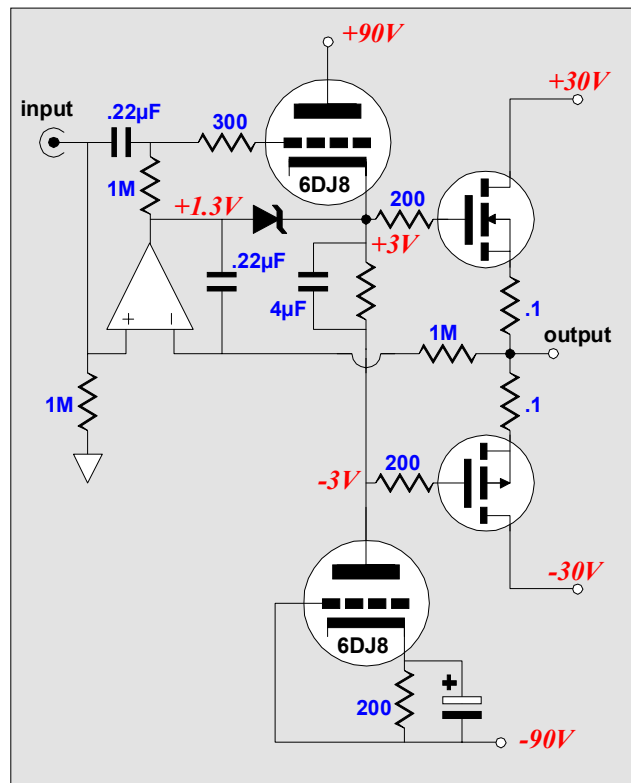 +90V
+30V
input
.22µF
300
6DJ8
1M
+1.3V
200
+3V
.22µF
4µF
.1
+
–
1M
output
1M
.1
200
-3V
-30V
6DJ8
+
200
-90V